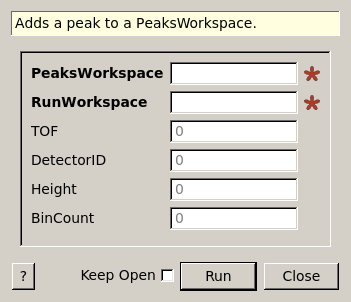 Adds a peak to a PeaksWorkspace.
PeaksWorkspace
RunWorkspace
TOF 0
DetectorID 0
Height 0
BinCount 0
? Keep Open Run Close